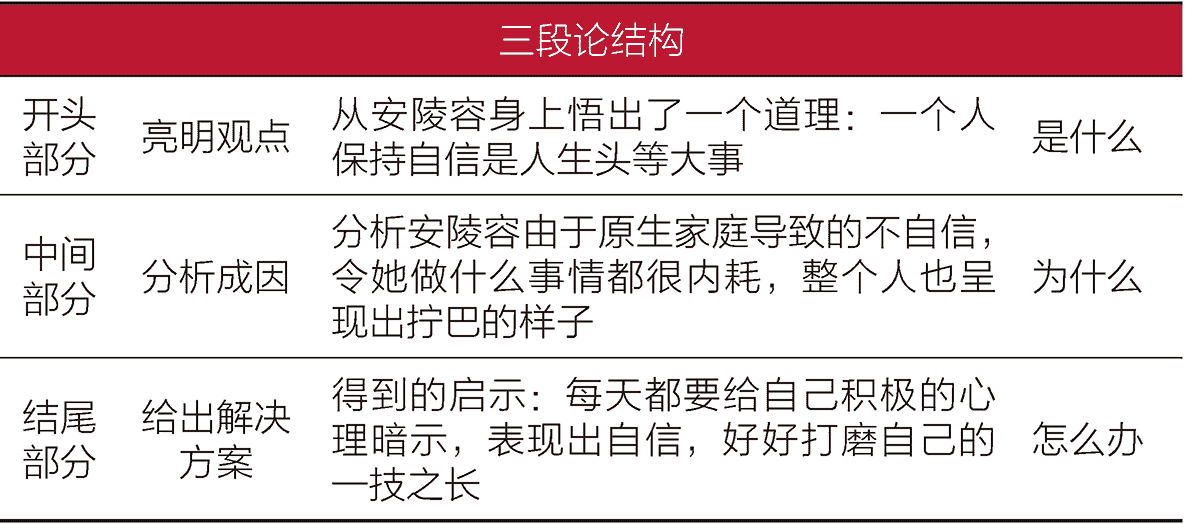 三段论结构
开头
部分
亮明观点
从安陵容身上悟出了一个道理：一个人
保持自信是人生头等大事
是什么
中间
部分
分析成因
分析安陵容由于原生家庭导致的不自信，
令她做什么事情都很内耗，整个人也呈
现出拧巴的样子
为什么
结尾
部分
给出解决
方案
得到的启示：每天都要给自己积极的心
理暗示，表现出自信，好好打磨自己的
一技之长
怎么办